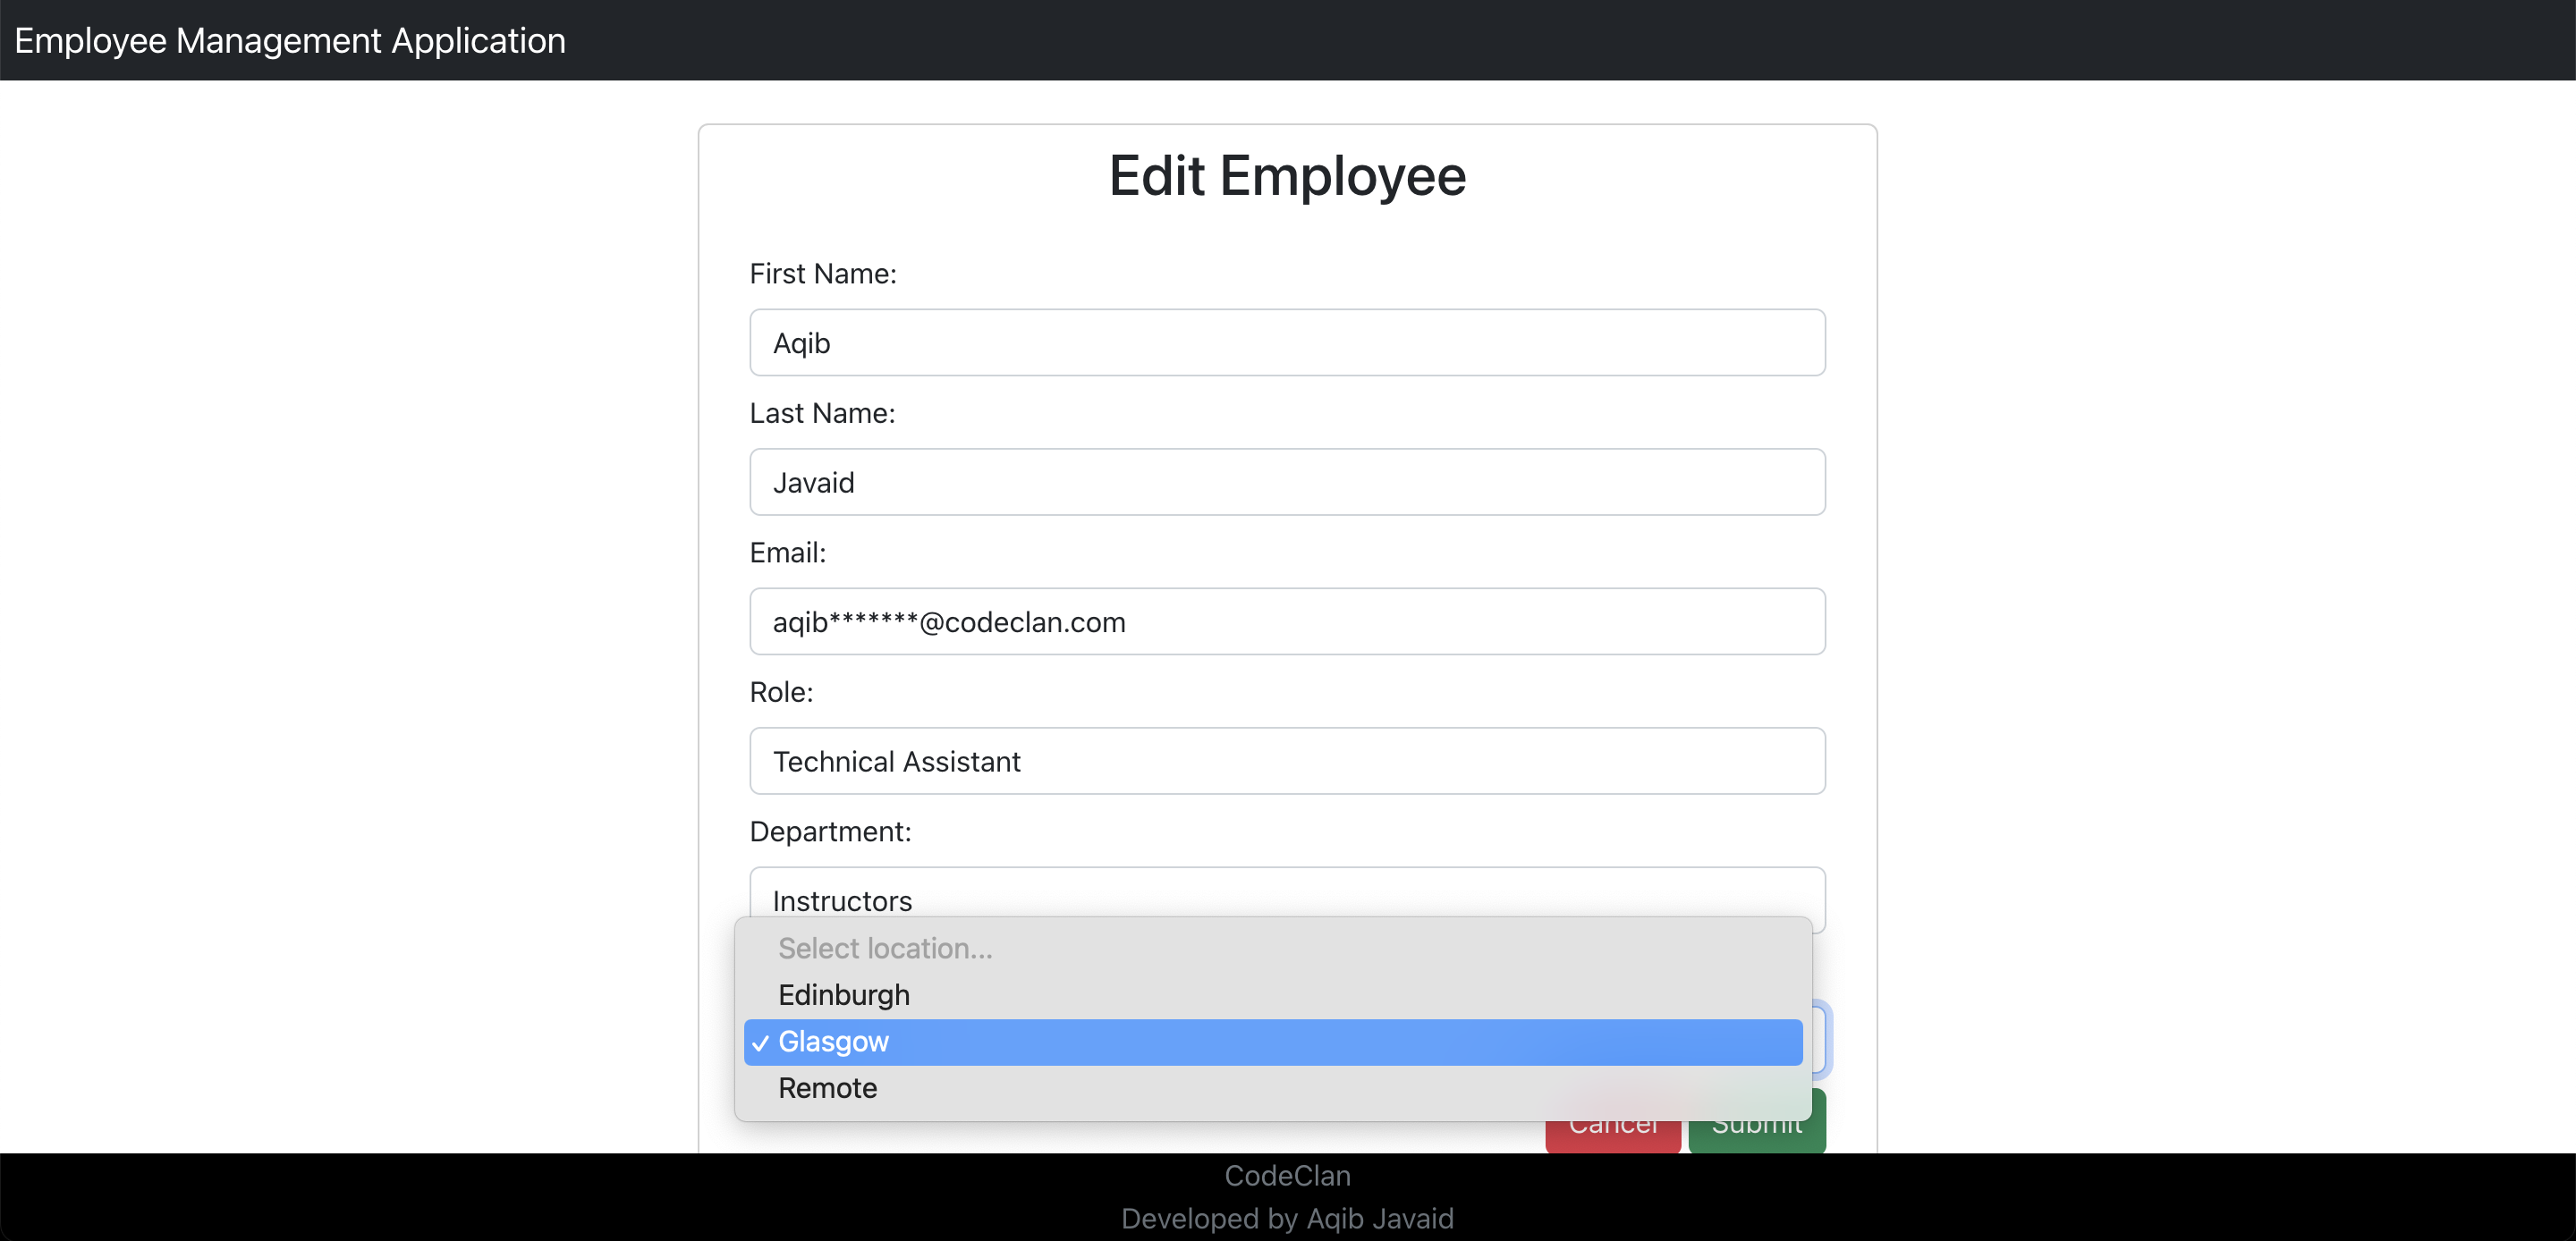 Employee Management Application
Edit Employee
First Name:
Aqib
Last Name:
Javaid
Email:
aqib*******@codeclan.com
Role:
Technical Assistant
Department:
Instructors
Select location...
Edinburgh
✓ Glasgow
Remote
Cancel Submit
CodeClan
Developed by Aqib Javaid